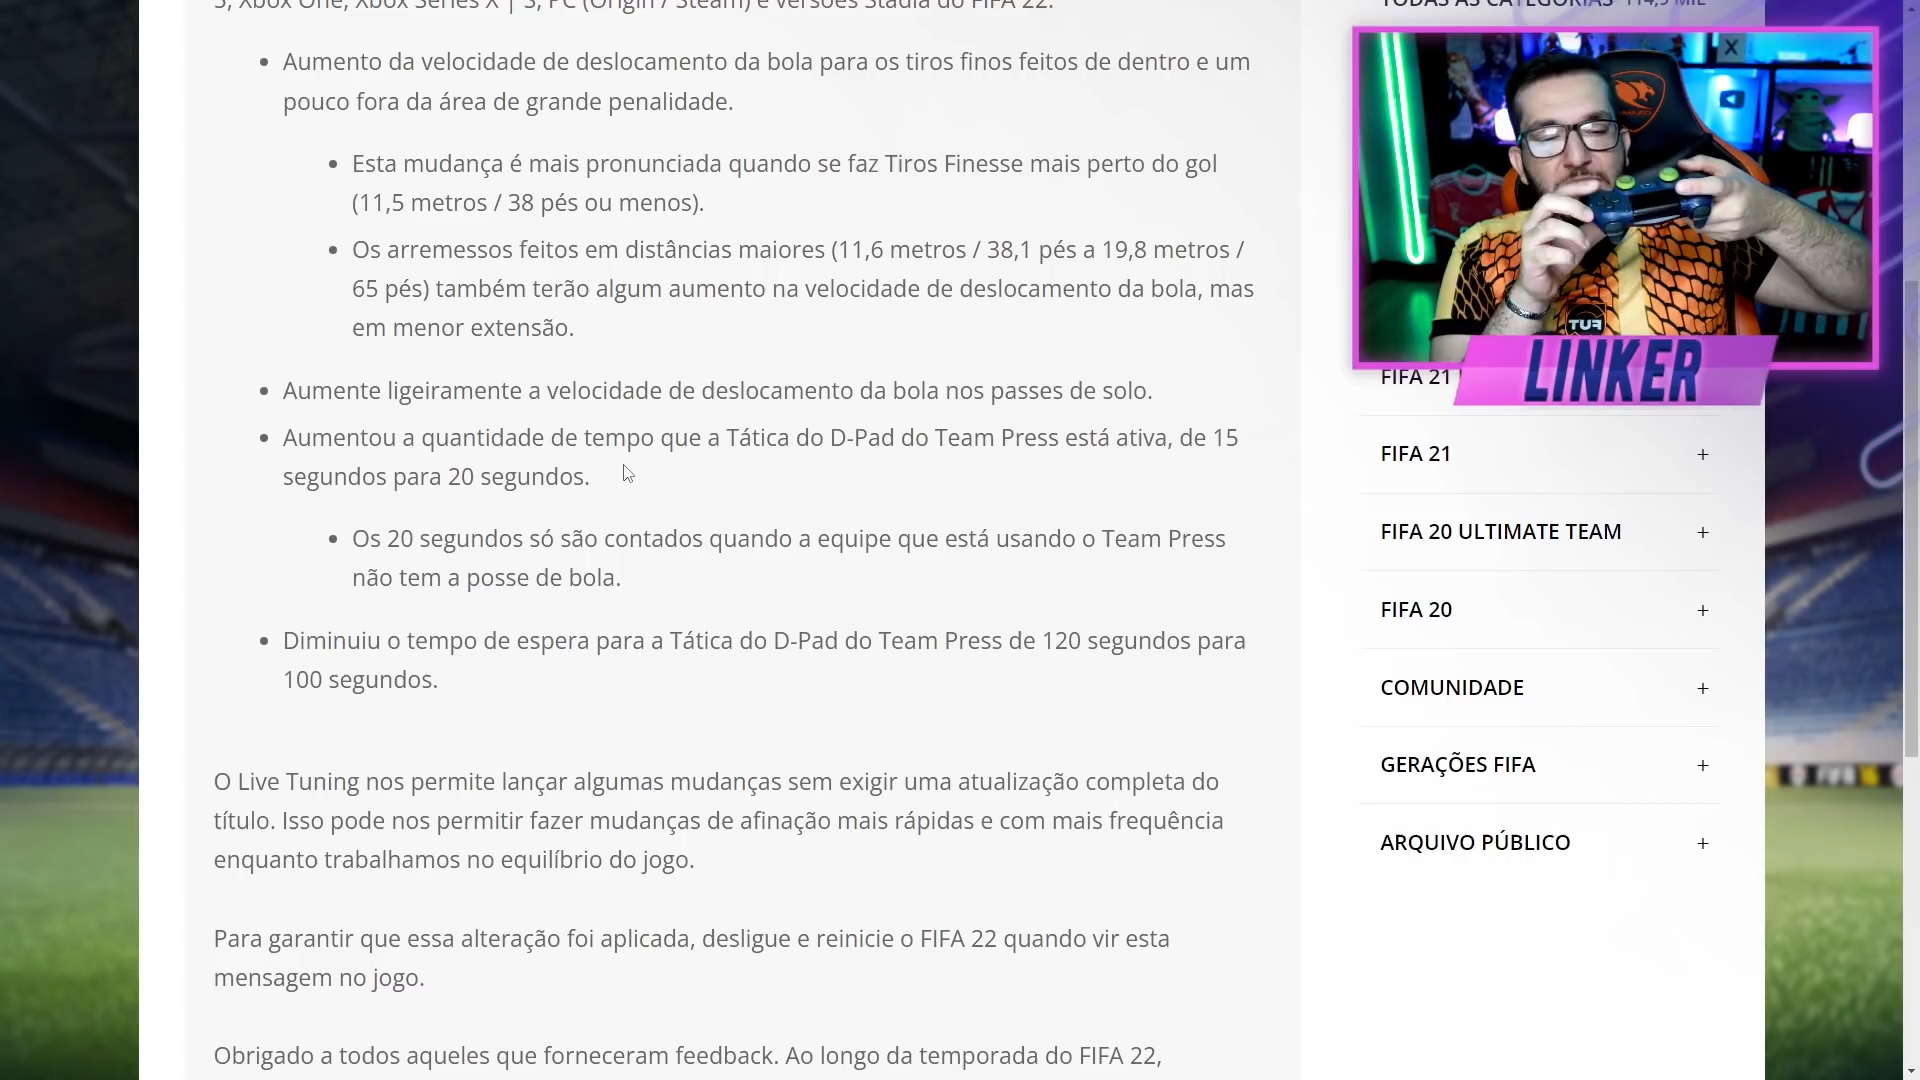 5, Xbox One, Xbox Series X | S, PC (Origin / Steam) e versões Stadia do FIFA 22.
• Aumento da velocidade de deslocamento da bola para os tiros finos feitos de dentro e um
pouco fora da área de grande penalidade.
• Esta mudança é mais pronunciada quando se faz Tiros Finesse mais perto do gol
(11,5 metros / 38 pés ou menos).
• Os arremessos feitos em distâncias maiores (11,6 metros / 38,1 pés a 19,8 metros /
65 pés) também terão algum aumento na velocidade de deslocamento da bola, mas
em menor extensão.
• Aumente ligeiramente a velocidade de deslocamento da bola nos passes de solo.
• Aumentou a quantidade de tempo que a Tática do D-Pad do Team Press está ativa, de 15
segundos para 20 segundos.
• Os 20 segundos só são contados quando a equipe que está usando o Team Press
não tem a posse de bola.
• Diminuiu o tempo de espera para a Tática do D-Pad do Team Press de 120 segundos para
100 segundos.
O Live Tuning nos permite lançar algumas mudanças sem exigir uma atualização completa do
título. Isso pode nos permitir fazer mudanças de afinação mais rápidas e com mais frequência
enquanto trabalhamos no equilíbrio do jogo.
Para garantir que essa alteração foi aplicada, desligue e reinicie o FIFA 22 quando vir esta
mensagem no jogo.
Obrigado a todos aqueles que forneceram feedback. Ao longo da temporada do FIFA 22,
TODAS AS CATEGORIAS 114,9 MIL
FUT
LINKER
FIFA 21
FIFA 21 +
FIFA 20 ULTIMATE TEAM +
FIFA 20 +
COMUNIDADE +
GERAÇÕES FIFA +
ARQUIVO PÚBLICO +